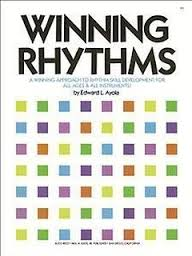 WINNING
RHYTHMS
A WINNING APPROACH TO RHYTHM SKILL DEVELOPMENT FOR
ALL AGES & ALL INSTRUMENTS!
by Edward L. Ayola